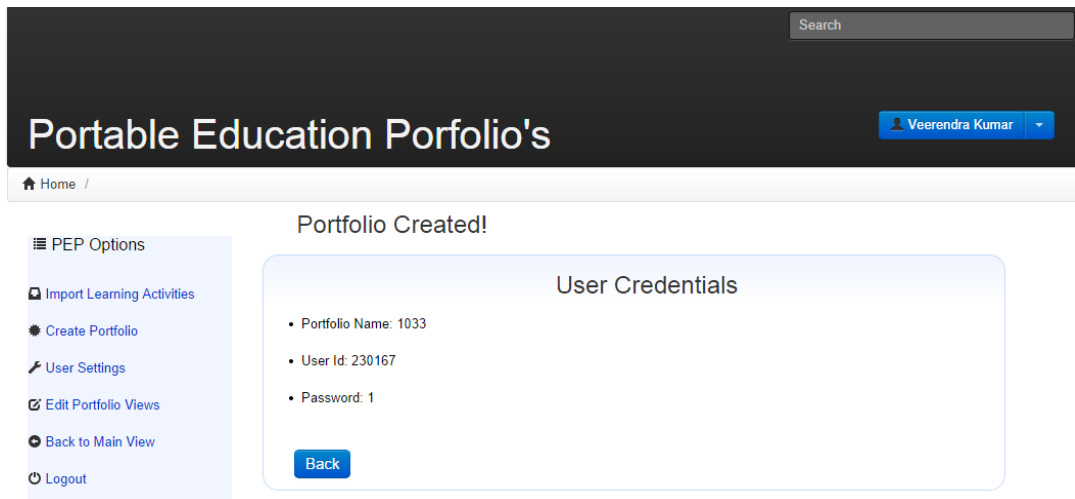 Search
Portable Education Porfolio's
Veerendra Kumar
Home /
Portfolio Created!
PEP Options
Import Learning Activities
Create Portfolio
User Settings
Edit Portfolio Views
Back to Main View
Logout
User Credentials
• Portfolio Name: 1033
• User Id: 230167
• Password: 1
Back